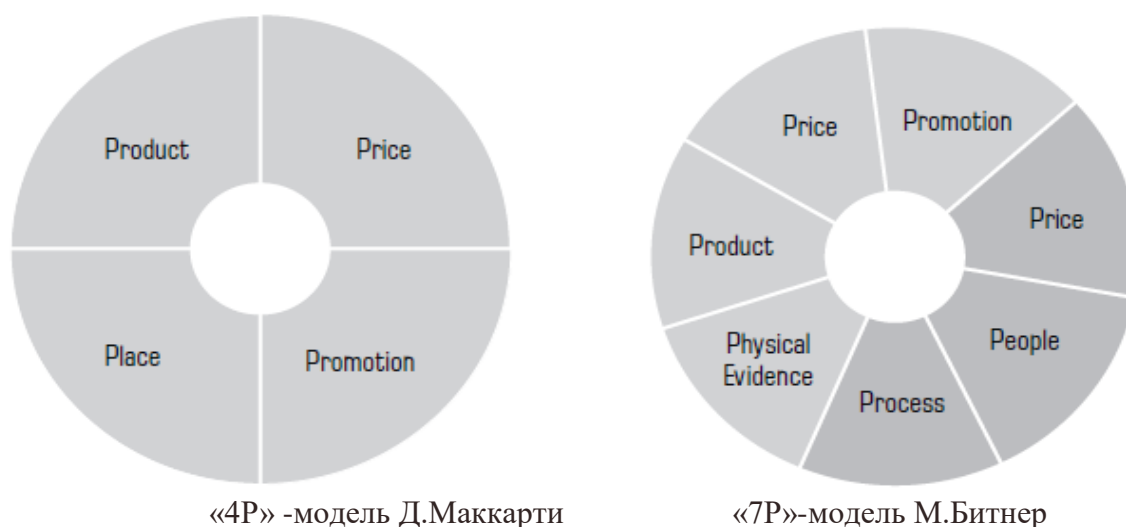 Product
Price
Place
Promotion
Price
Promotion
Product
Price
Physical
Evidence
People
Process
«4P» -модель Д.Маккарти
«7P»-модель М.Битнер